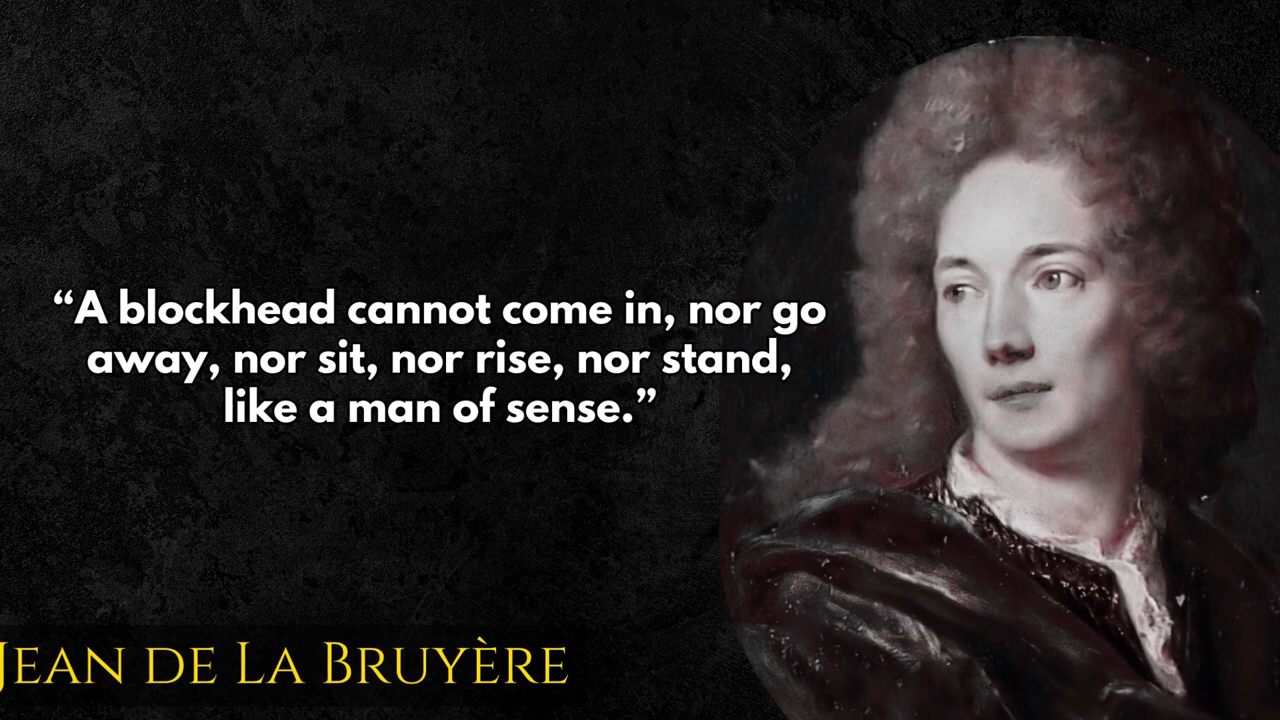 “A blockhead cannot come in, nor go
away, nor sit, nor rise, nor stand,
like a man of sense.”
Jean de La Bruyère